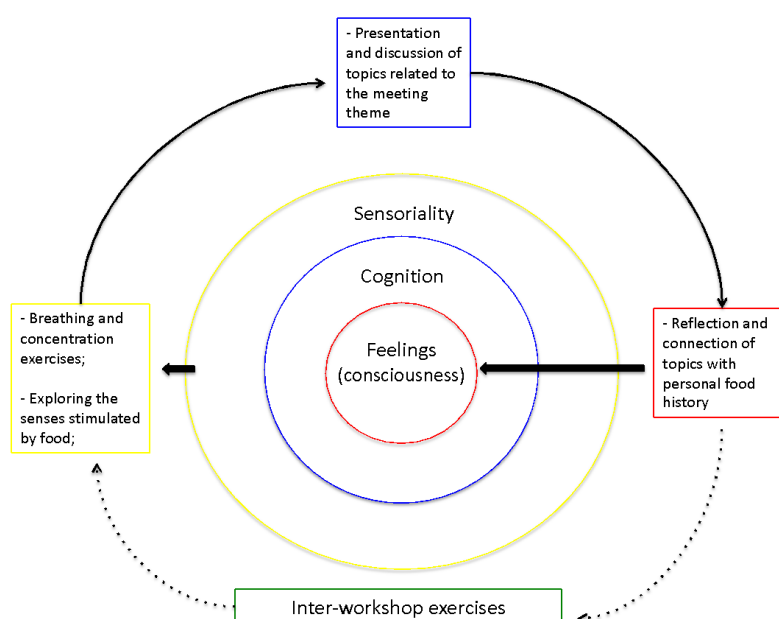 - Presentation
and discussion of
topics related to
the meeting
theme
Sensoriality
Cognition
Feelings
(consciousness)
- Breathing and
concentration
exercises;
- Exploring the
senses stimulated
by food;
- Reflection and
connection of
topics with
personal food
history
Inter-workshop exercises